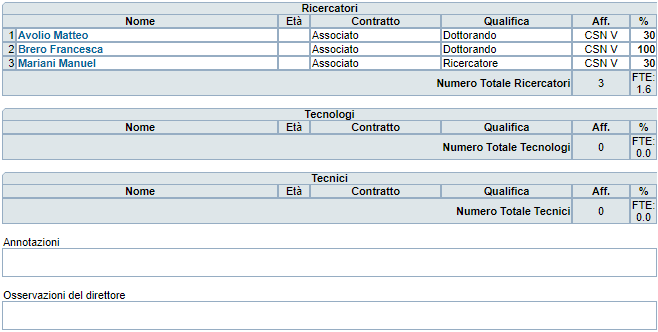 Ricercatori
Nome Età Contratto Qualifica Aff. %
1 Avolio Matteo Associato Dottorando CSN V 30
2 Brero Francesca Associato Dottorando CSN V 100
3 Mariani Manuel Associato Ricercatore CSN V 30
Numero Totale Ricercatori 3 FTE: 1.6
Tecnologi
Nome Età Contratto Qualifica Aff. %
Numero Totale Tecnologi 0 FTE: 0.0
Tecnici
Nome Età Contratto Qualifica Aff. %
Numero Totale Tecnici 0 FTE: 0.0
Annotazioni
Osservazioni del direttore